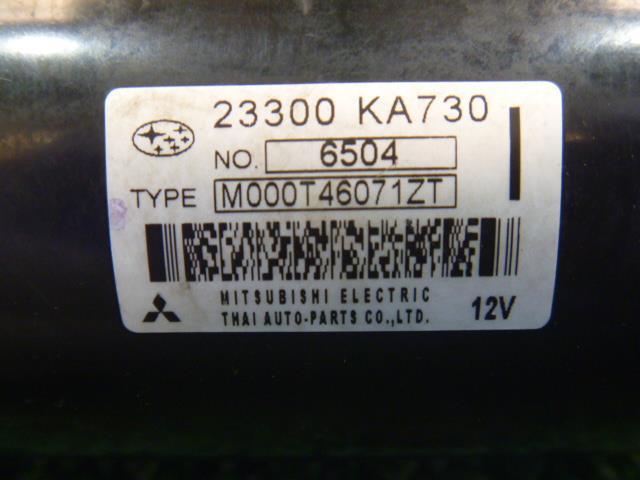 23300 KA730
NO. 6504
TYPE M000T46071ZT
MITSUBISHI ELECTRIC
THAI AUTO-PARTS CO.,LTD. 12V